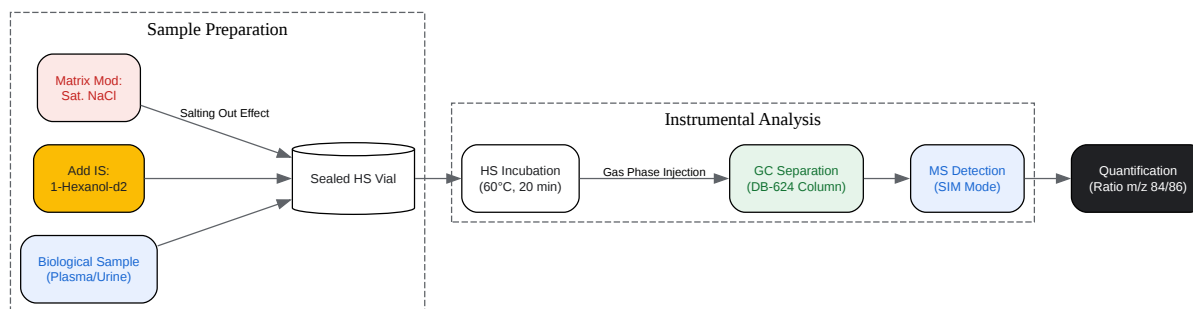 Sample Preparation
Matrix Mod:
Sat. NaCl
Salting Out Effect
Add IS:
1-Hexanol-d2
Sealed HS Vial
Biological Sample
(Plasma/Urine)
Instrumental Analysis
HS Incubation
(60°C, 20 min)
Gas Phase Injection
GC Separation
(DB-624 Column)
MS Detection
(SIM Mode)
Quantification
(Ratio m/z 84/86)